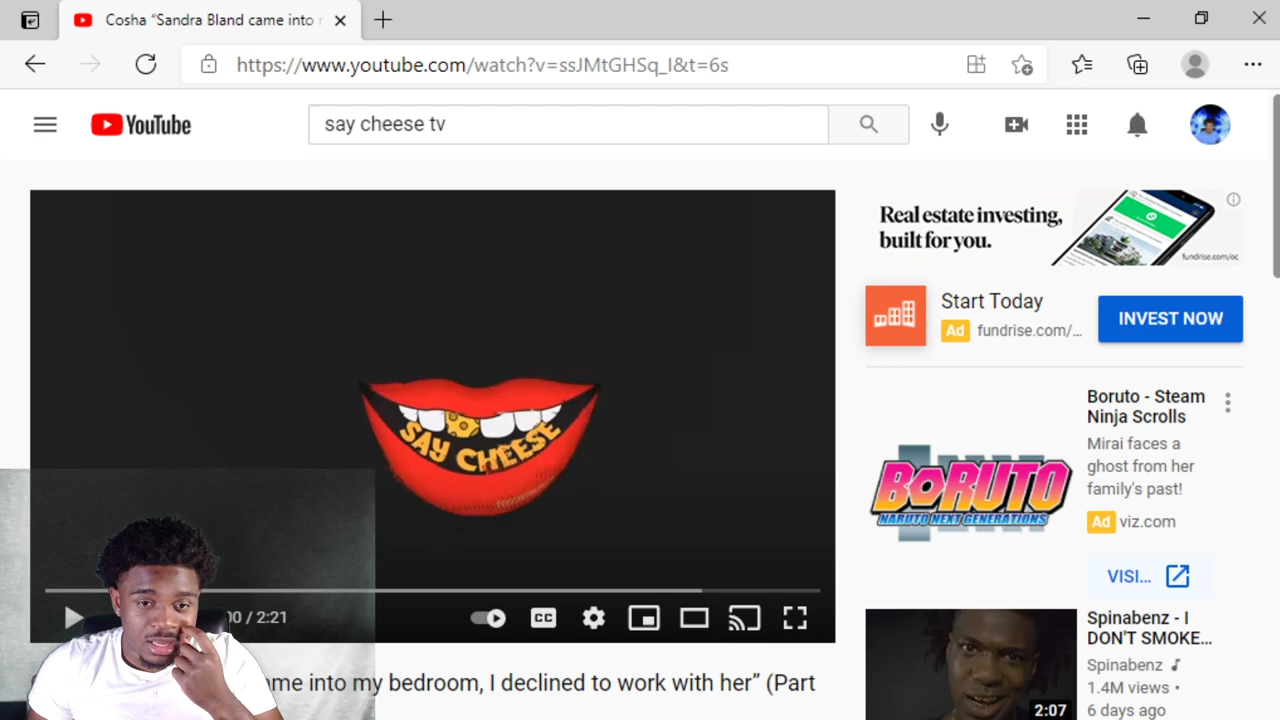 Cosha “Sandra Bland came into
https://www.youtube.com/watch?v=ssJMtGHSq_I&t=6s
YouTube
say cheese tv
SAY CHEESE
/ 2:21
CC
me into my bedroom, I declined to work with her” (Part
Real estate investing,
built for you.
fundrise.com/oc
Start Today
Ad fundrise.com/...
INVEST NOW
BORUTO
NARUTO NEXT GENERATIONS
Boruto - Steam
Ninja Scrolls
Mirai faces a
ghost from her
family's past!
Ad viz.com
VISI...
2:07
Spinabenz - I
DON'T SMOKE...
Spinabenz
1.4M views •
6 days ago